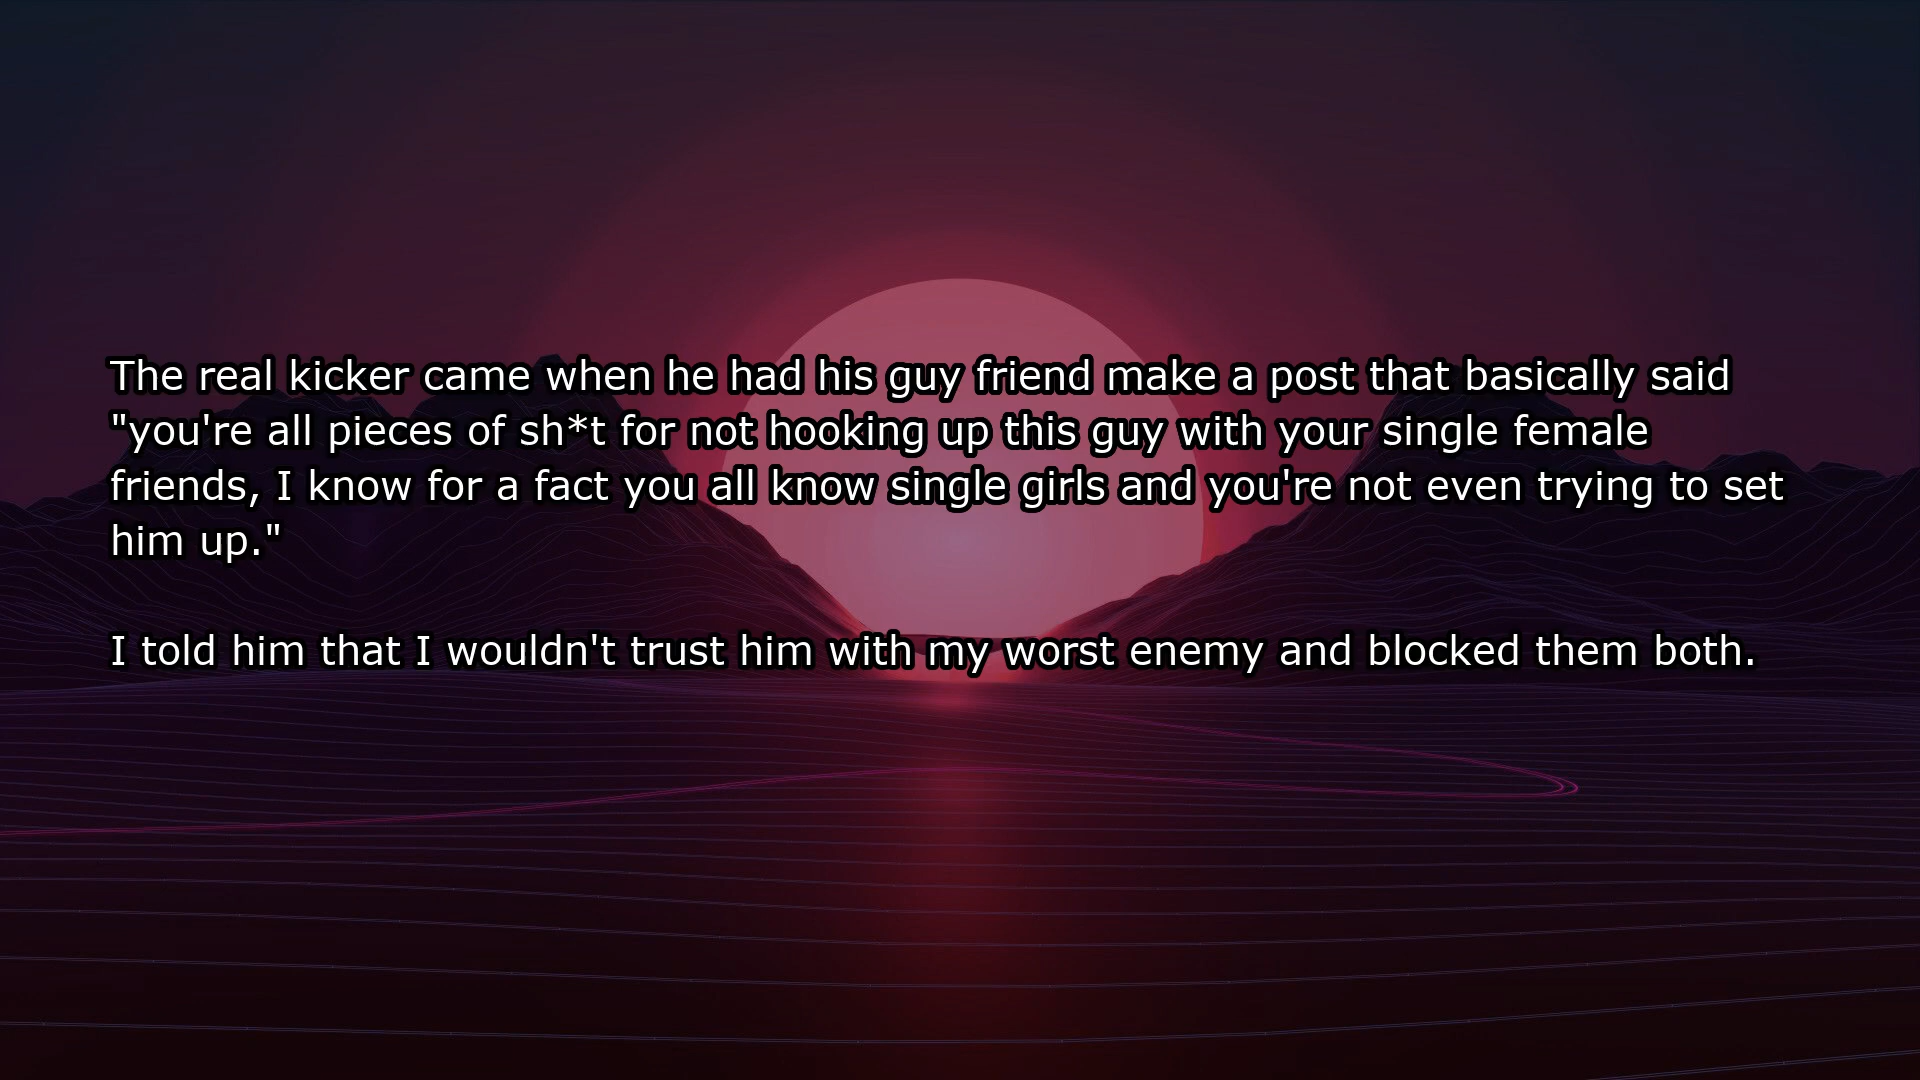 The real kicker came when he had his guy friend make a post that basically said
"you're all pieces of sh*t for not hooking up this guy with your single female
friends, I know for a fact you all know single girls and you're not even trying to set
him up."
I told him that I wouldn't trust him with my worst enemy and blocked them both.